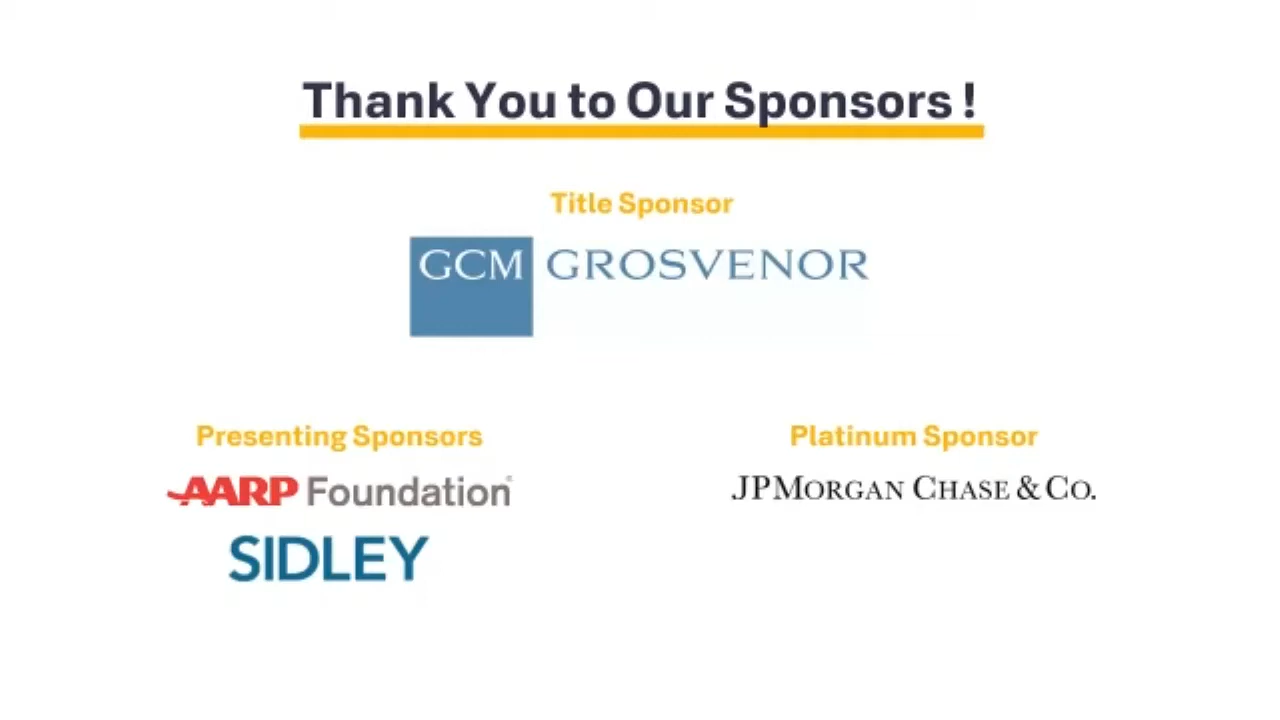 Thank You to Our Sponsors !
Title Sponsor
GCM GROSVENOR
Presenting Sponsors
AARP Foundation
SIDLEY
Platinum Sponsor
JPMORGAN CHASE & CO.